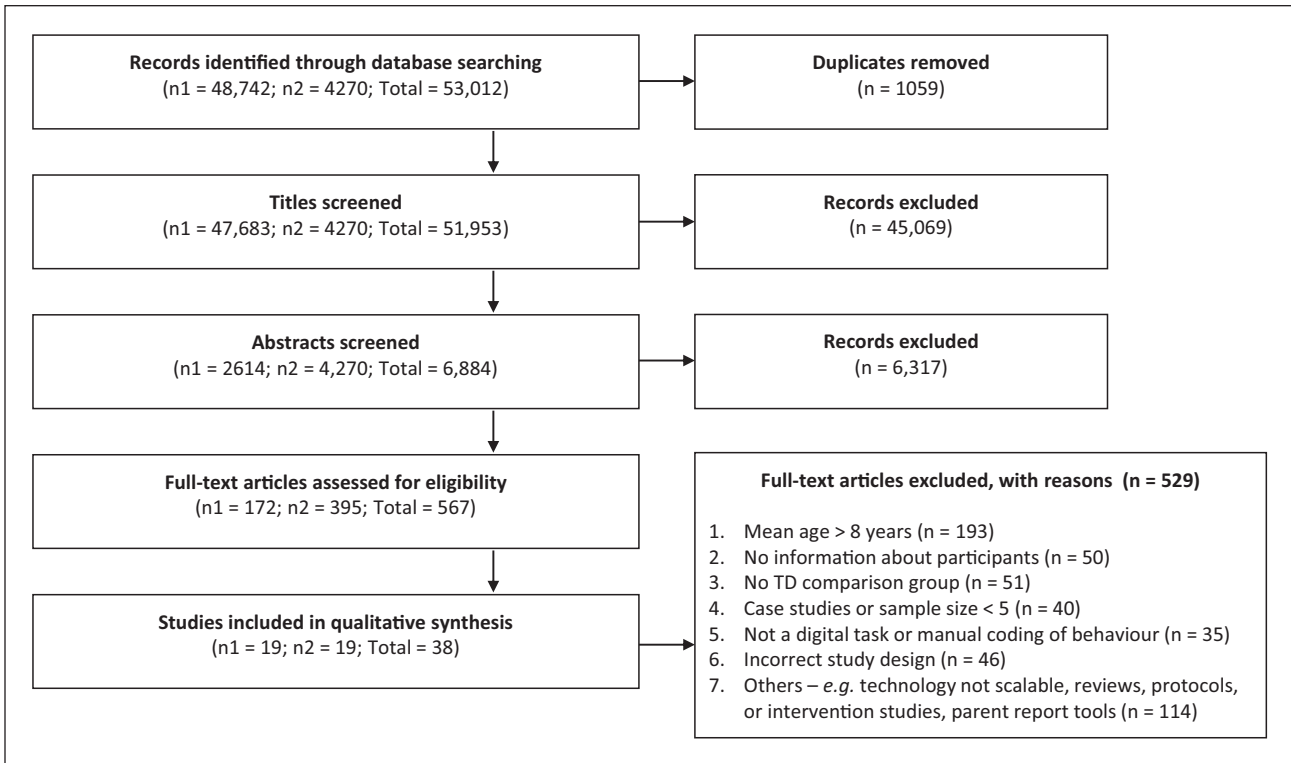 Records identified through database searching
(n1 = 48,742; n2 = 4270; Total = 53,012)
Duplicates removed
(n = 1059)
Titles screened
(n1 = 47,683; n2 = 4270; Total = 51,953)
Records excluded
(n = 45,069)
Abstracts screened
(n1 = 2614; n2 = 4,270; Total = 6,884)
Records excluded
(n = 6,317)
Full-text articles assessed for eligibility
(n1 = 172; n2 = 395; Total = 567)
Full-text articles excluded, with reasons (n = 529)
1. Mean age > 8 years (n = 193)
2. No information about participants (n = 50)
3. No TD comparison group (n = 51)
4. Case studies or sample size < 5 (n = 40)
5. Not a digital task or manual coding of behaviour (n = 35)
6. Incorrect study design (n = 46)
7. Others – e.g. technology not scalable, reviews, protocols,
or intervention studies, parent report tools (n = 114)
Studies included in qualitative synthesis
(n1 = 19; n2 = 19; Total = 38)